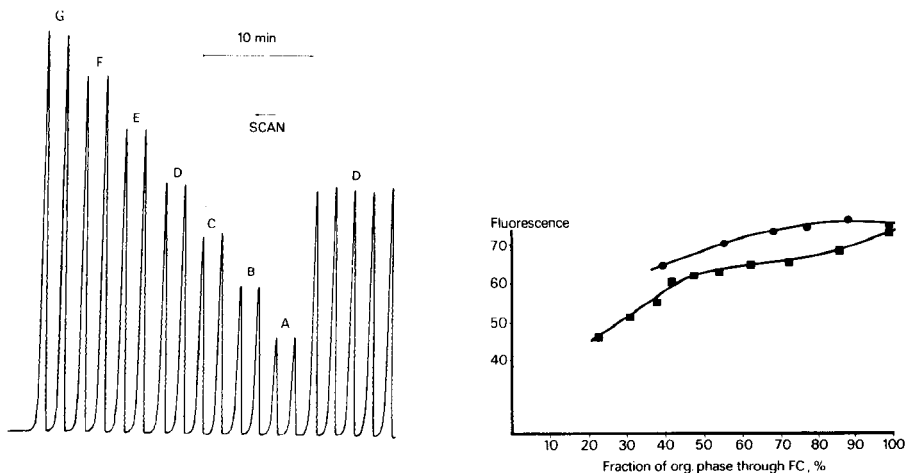 G
F
10 min
E
SCAN
D
D
C
B
A
Fluorescence
70
60
50
40
10 20 30 40 50 60 70 80 90 100
Fraction of org. phase through FC, %